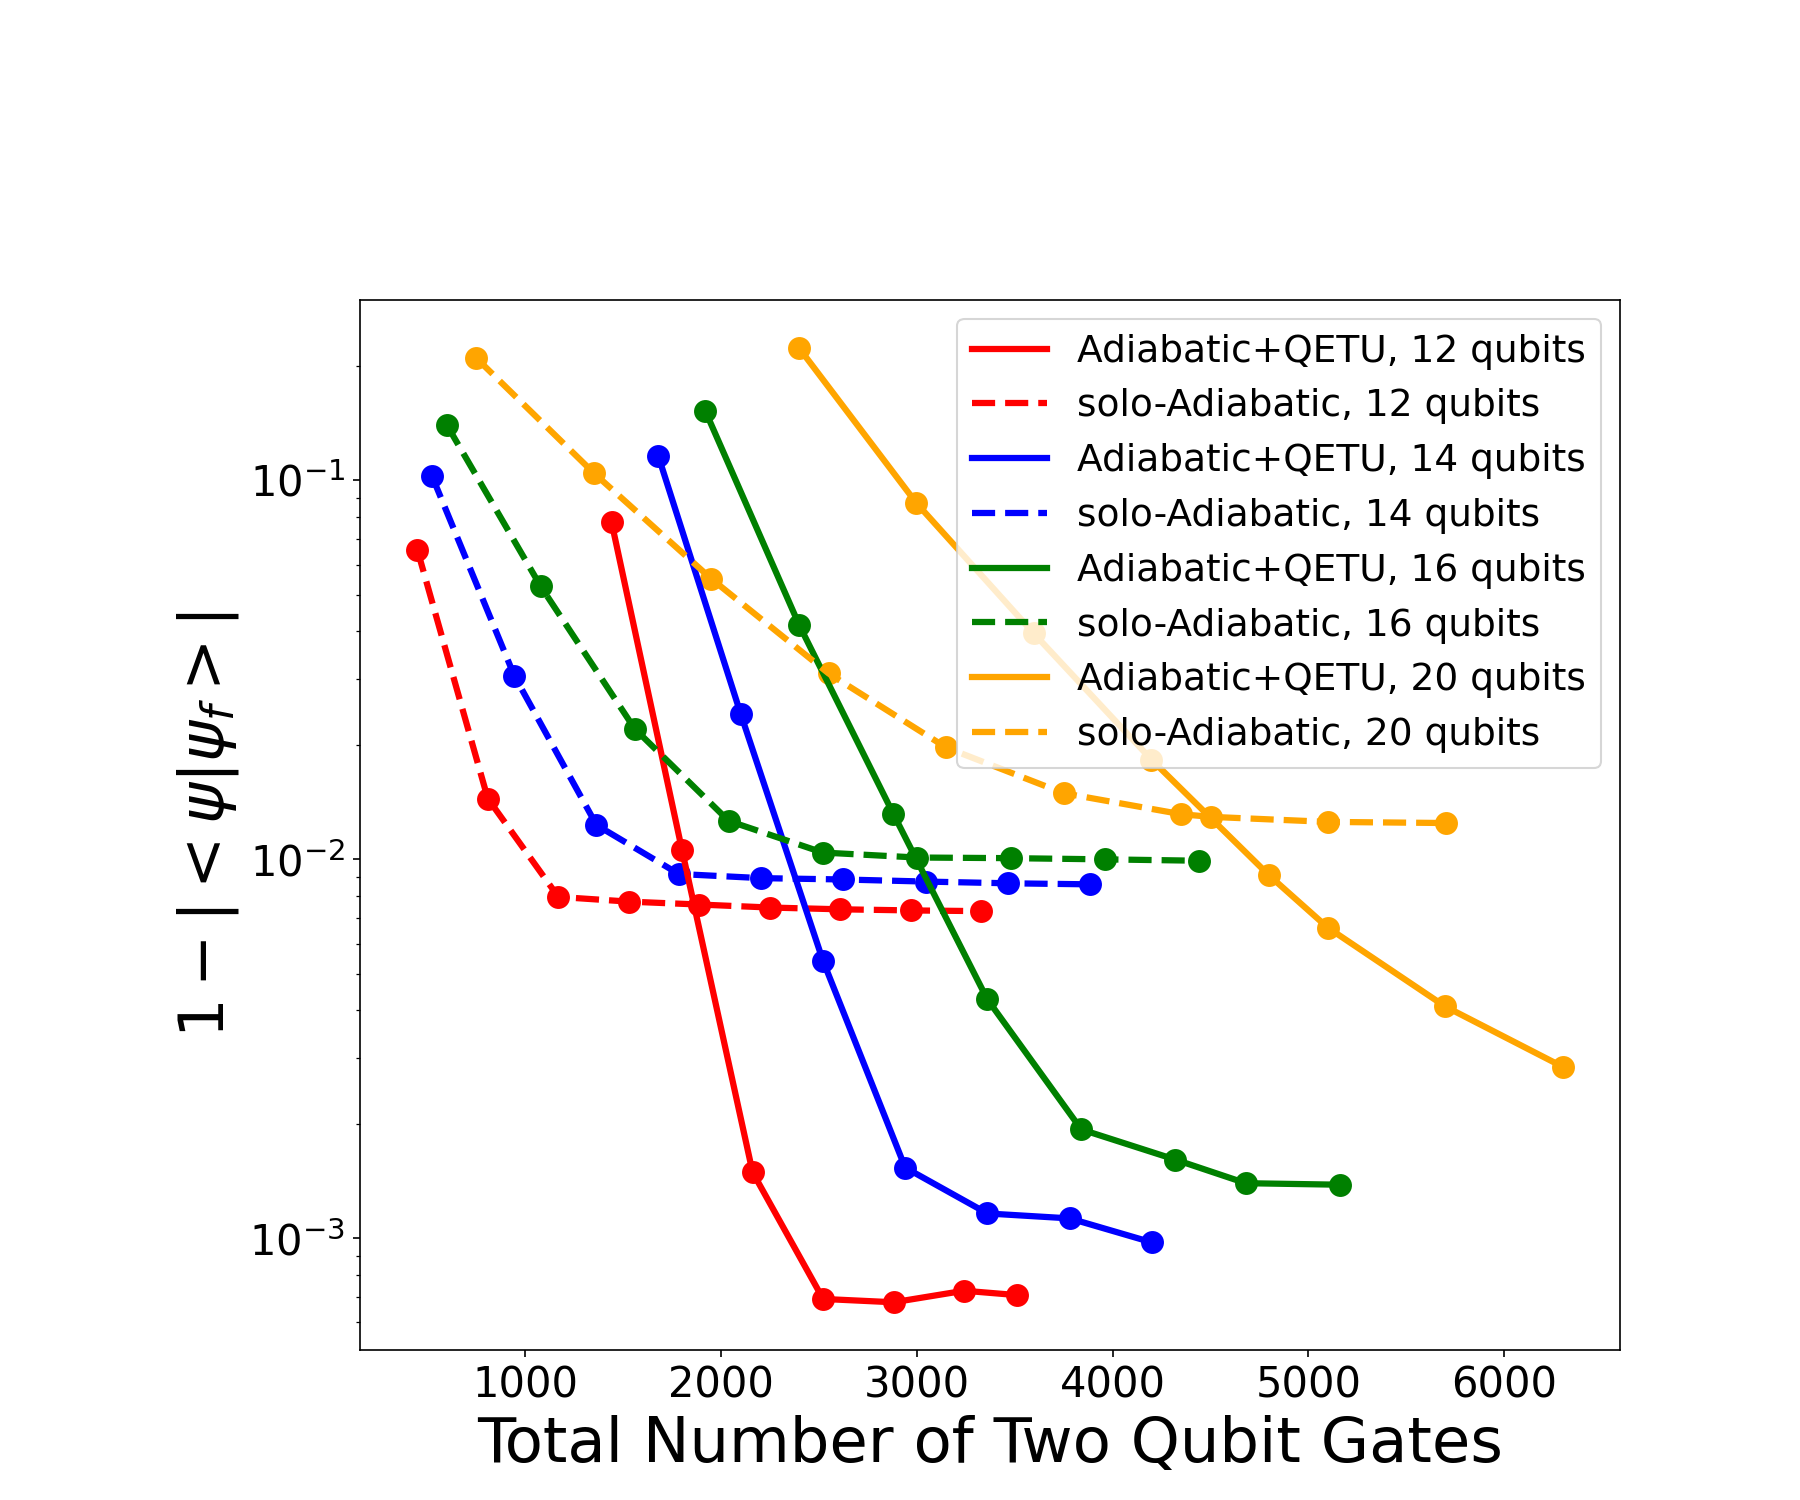 Adiabatic+QETU, 12 qubits
solo-Adiabatic, 12 qubits
Adiabatic+QETU, 14 qubits
solo-Adiabatic, 14 qubits
Adiabatic+QETU, 16 qubits
solo-Adiabatic, 16 qubits
Adiabatic+QETU, 20 qubits
solo-Adiabatic, 20 qubits
1 − | < ψ|ψ_f > |
10⁻¹
10⁻²
10⁻³
1000 2000 3000 4000 5000 6000
Total Number of Two Qubit Gates